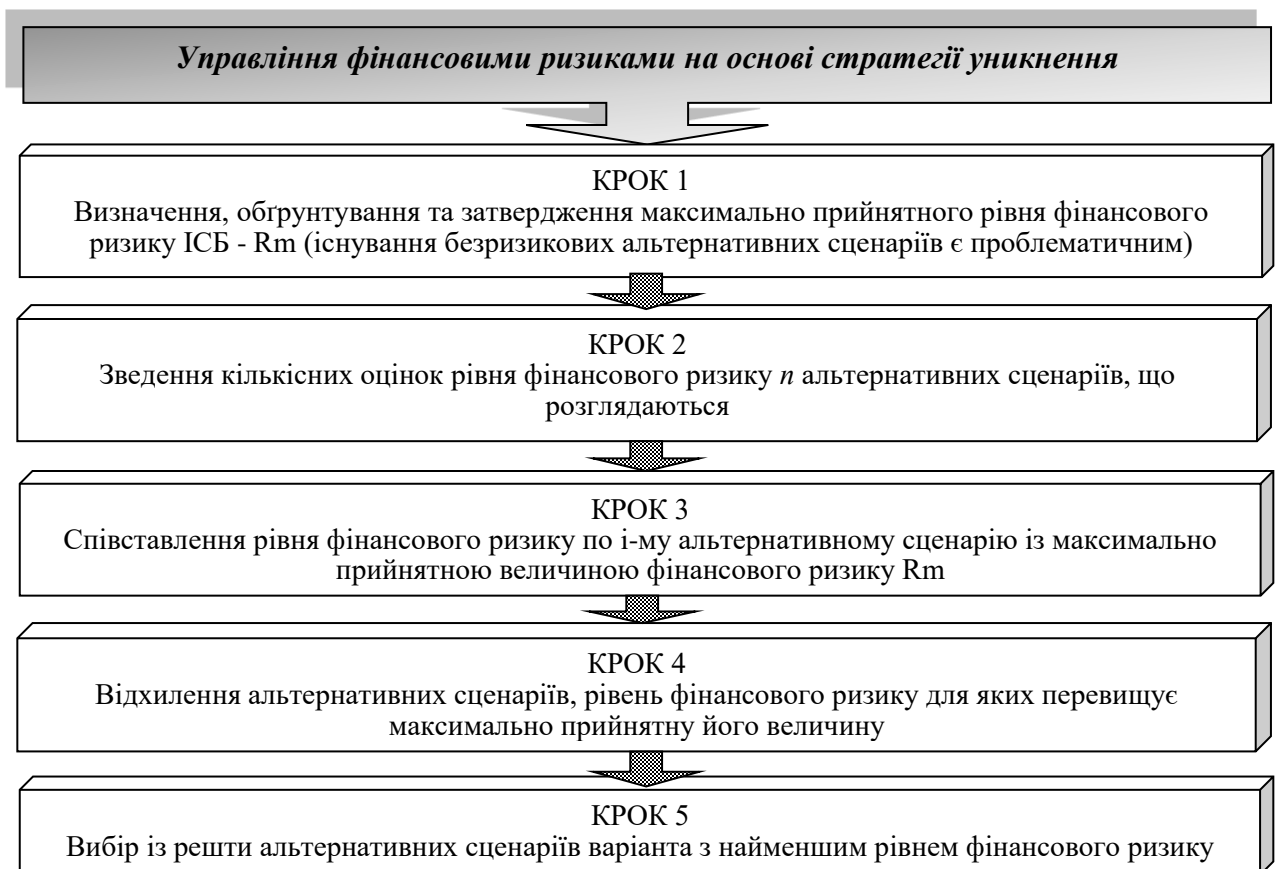 Управління фінансовими ризиками на основі стратегії уникнення
КРОК 1
Визначення, обґрунтування та затвердження максимально прийнятного рівня фінансового
ризику ІСБ - Rm (існування безризикових альтернативних сценаріїв є проблематичним)
КРОК 2
Зведення кількісних оцінок рівня фінансового ризику n альтернативних сценаріїв, що
розглядаються
КРОК 3
Співставлення рівня фінансового ризику по і-му альтернативному сценарію із максимально
прийнятною величиною фінансового ризику Rm
КРОК 4
Відхилення альтернативних сценаріїв, рівень фінансового ризику для яких перевищує
максимально прийнятну його величину
КРОК 5
Вибір із решти альтернативних сценаріїв варіанта з найменшим рівнем фінансового ризику